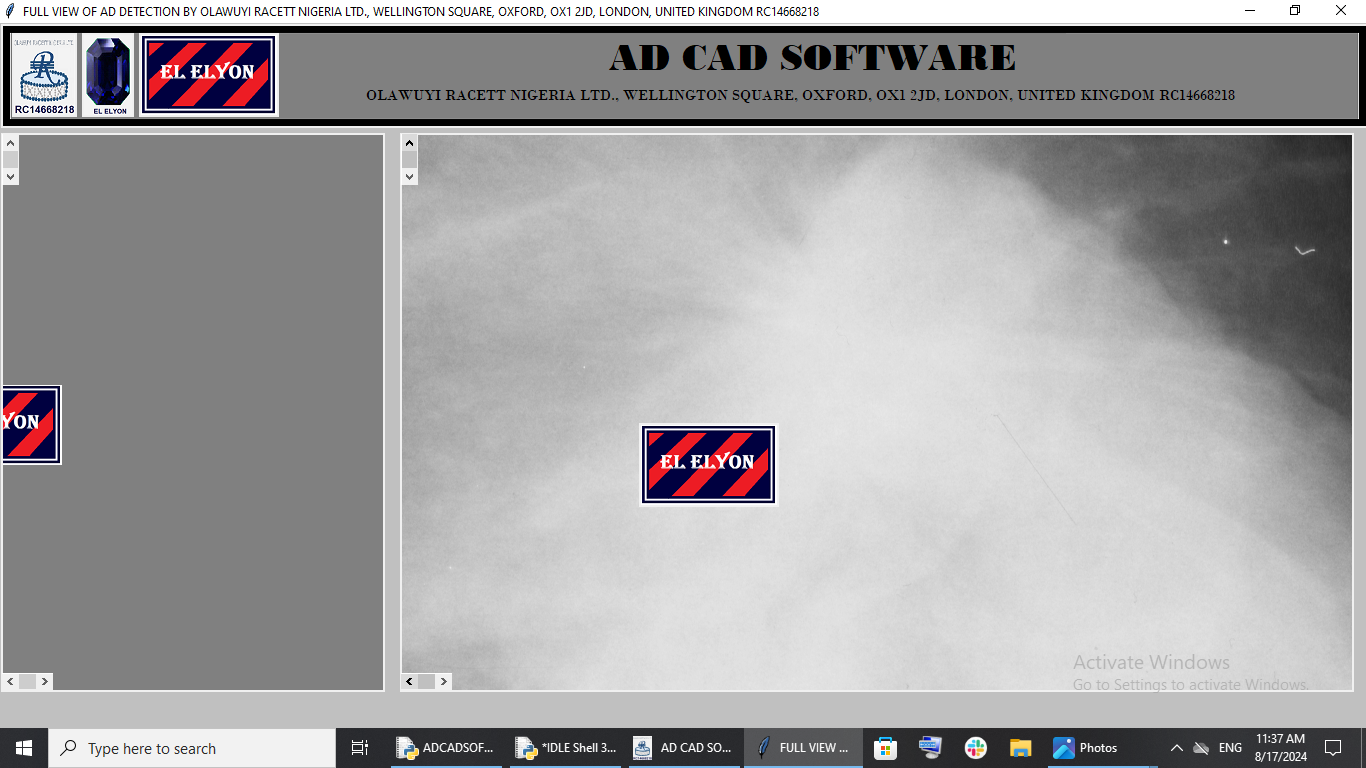 FULL VIEW OF AD DETECTION BY OLAWUYI RACETT NIGERIA LTD., WELLINGTON SQUARE, OXFORD, OX1 2JD, LONDON, UNITED KINGDOM RC14668218
RC14668218
EL ELYON
EL ELYON
AD CAD SOFTWARE
OLAWUYI RACETT NIGERIA LTD., WELLINGTON SQUARE, OXFORD, OX1 2JD, LONDON, UNITED KINGDOM RC14668218
YON
EL ELYON
Activate Windows
Go to Settings to activate Windows.
Type here to search
ADCADSOF...
*IDLE Shell 3...
AD CAD SO...
FULL VIEW ...
Photos
ENG
11:37 AM
8/17/2024